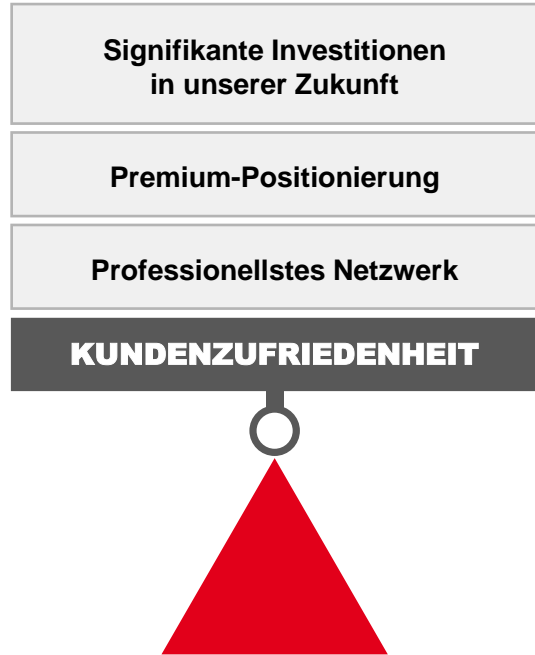 Signifikante Investitionen
in unserer Zukunft
Premium-Positionierung
Professionellstes Netzwerk
KUNDENZUFRIEDENHEIT